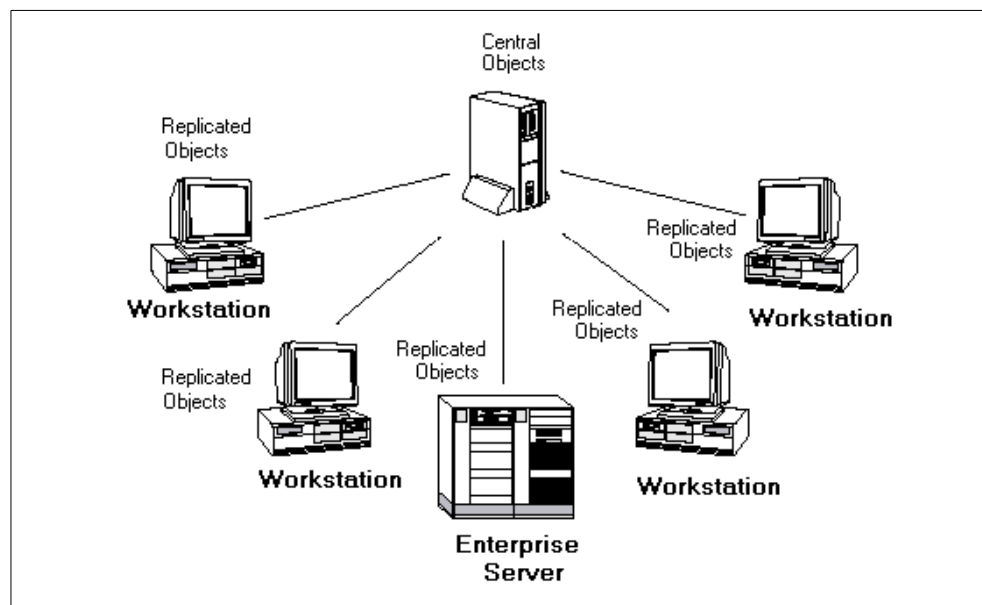 Central
Objects
Replicated
Objects
Workstation
Replicated
Objects
Workstation
Replicated
Objects
Workstation
Replicated
Objects
Enterprise
Server
Replicated
Objects
Workstation